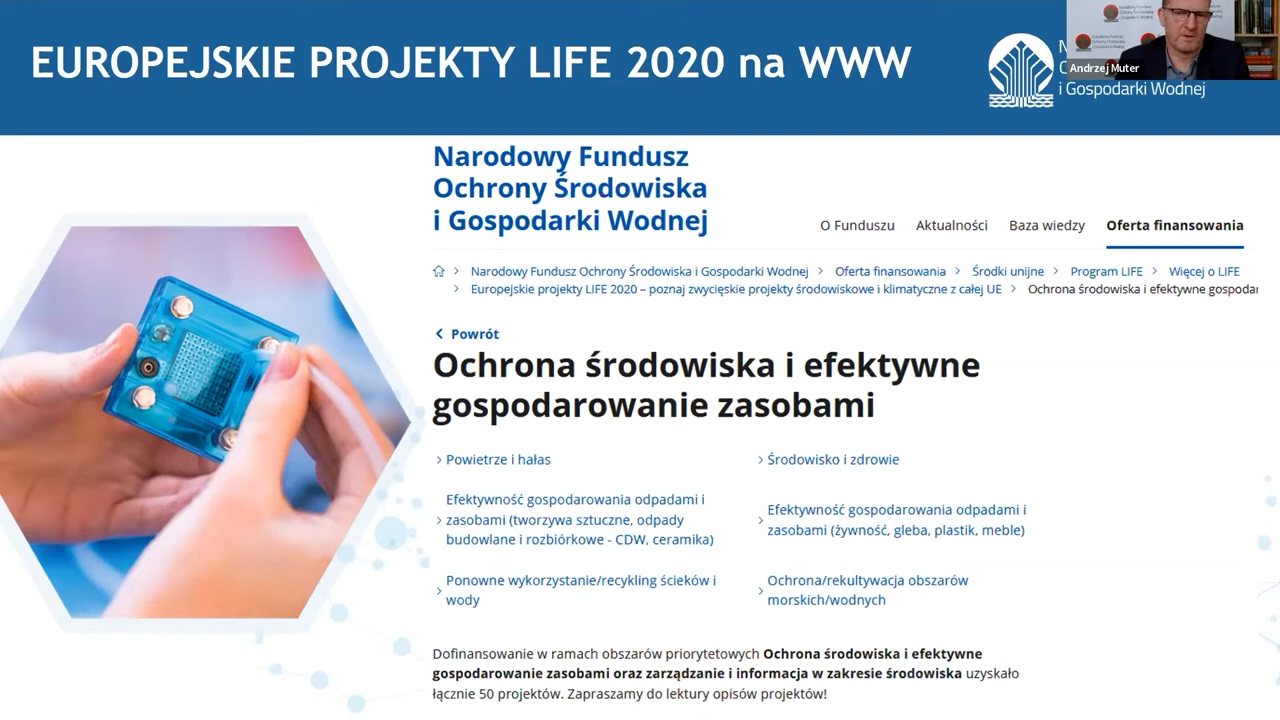 EUROPEJSKIE PROJEKTY LIFE 2020 na WWW
Andrzej Muter
i Gospodarki Wodnej
Narodowy Fundusz
Ochrony Środowiska
i Gospodarki Wodnej
O Funduszu Aktualności Baza wiedzy Oferta finansowania
Narodowy Fundusz Ochrony Środowiska i Gospodarki Wodnej > Oferta finansowania > Środki unijne > Program LIFE > Więcej o LIFE
> Europejskie projekty LIFE 2020 – poznaj zwycięskie projekty środowiskowe i klimatyczne z całej UE > Ochrona środowiska i efektywne
Powrót
Ochrona środowiska i efektywne
gospodarowanie zasobami
Powietrze i hałas
Środowisko i zdrowie
Efektywność gospodarowania odpadami i
zasobami (tworzywa sztuczne, odpady
budowlane i rozbiórkowe - CDW, ceramika)
Efektywność gospodarowania odpadami i
zasobami (żywność, gleba, plastik, meble)
Ponowne wykorzystanie/recykling ścieków i
wody
Ochrona/rekultywacja obszarów
morskich/wodnych
Dofinansowanie w ramach obszarów priorytetowych Ochrona środowiska i efektywne
gospodarowanie zasobami oraz zarządzanie i informacja w zakresie środowiska uzyskało
łącznie 50 projektów. Zapraszamy do lektury opisów projektów!